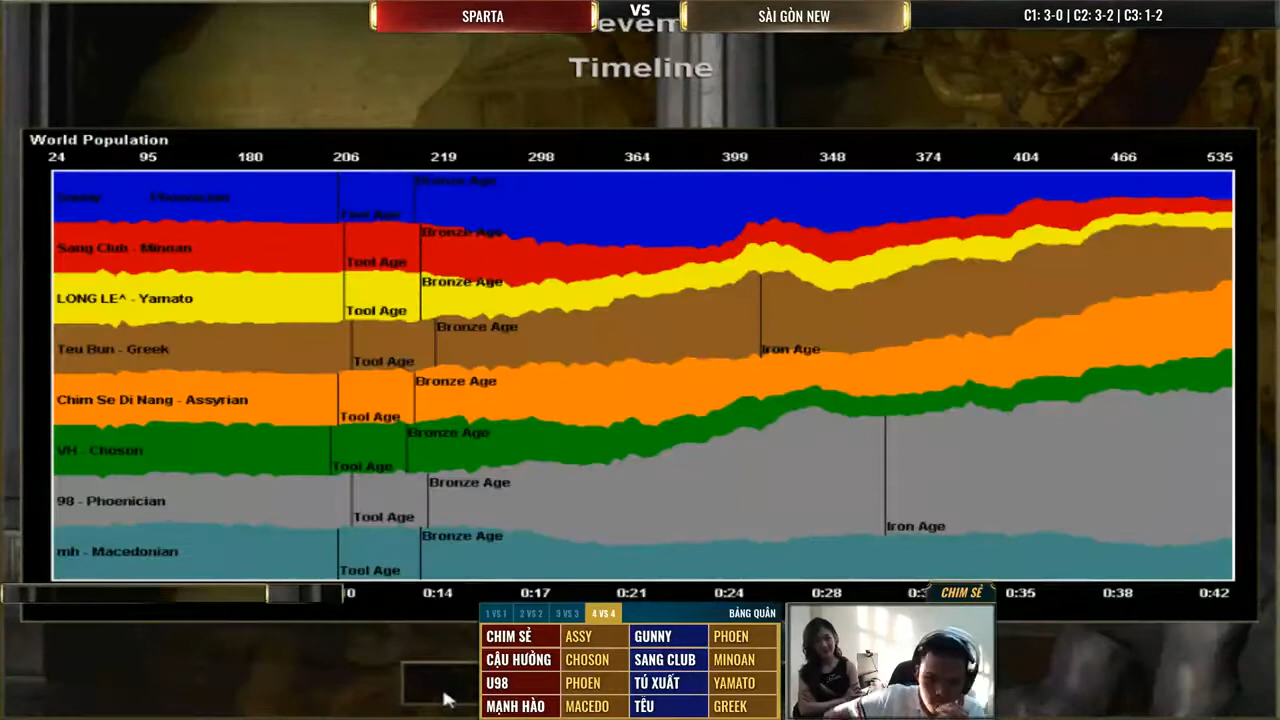 SPARTA
VS
SÀI GÒN NEW
C1: 3-0 | C2: 3-2 | C3: 1-2
Timeline
World Population
24 95 180 206 219 298 364 399 348 374 404 466 535
Gunny Phoenician
Tool Age
Bronze Age
Sang Club - Minoan
Tool Age
Bronze Age
LONG LE^ - Yamato
Tool Age
Bronze Age
Teu Bun - Greek
Tool Age
Bronze Age
Iron Age
Chim Se Di Nang - Assyrian
Tool Age
Bronze Age
VH - Choson
Tool Age
Bronze Age
98 - Phoenician
Tool Age
Bronze Age
Iron Age
mh - Macedonian
Tool Age
Bronze Age
0:14 0:17 0:21 0:24 0:28 0:35 0:38 0:42
CHIM SẺ
1 VS 1 2 VS 2 3 VS 3 4 VS 4 BẢNG QUÂN
CHIM SẺ ASSY GUNNY PHOEN
CẬU HƯỜNG CHOSON SANG CLUB MINOAN
U98 PHOEN TÚ XUẤT YAMATO
MẠNH HÀO MACEDO TÊU GREEK